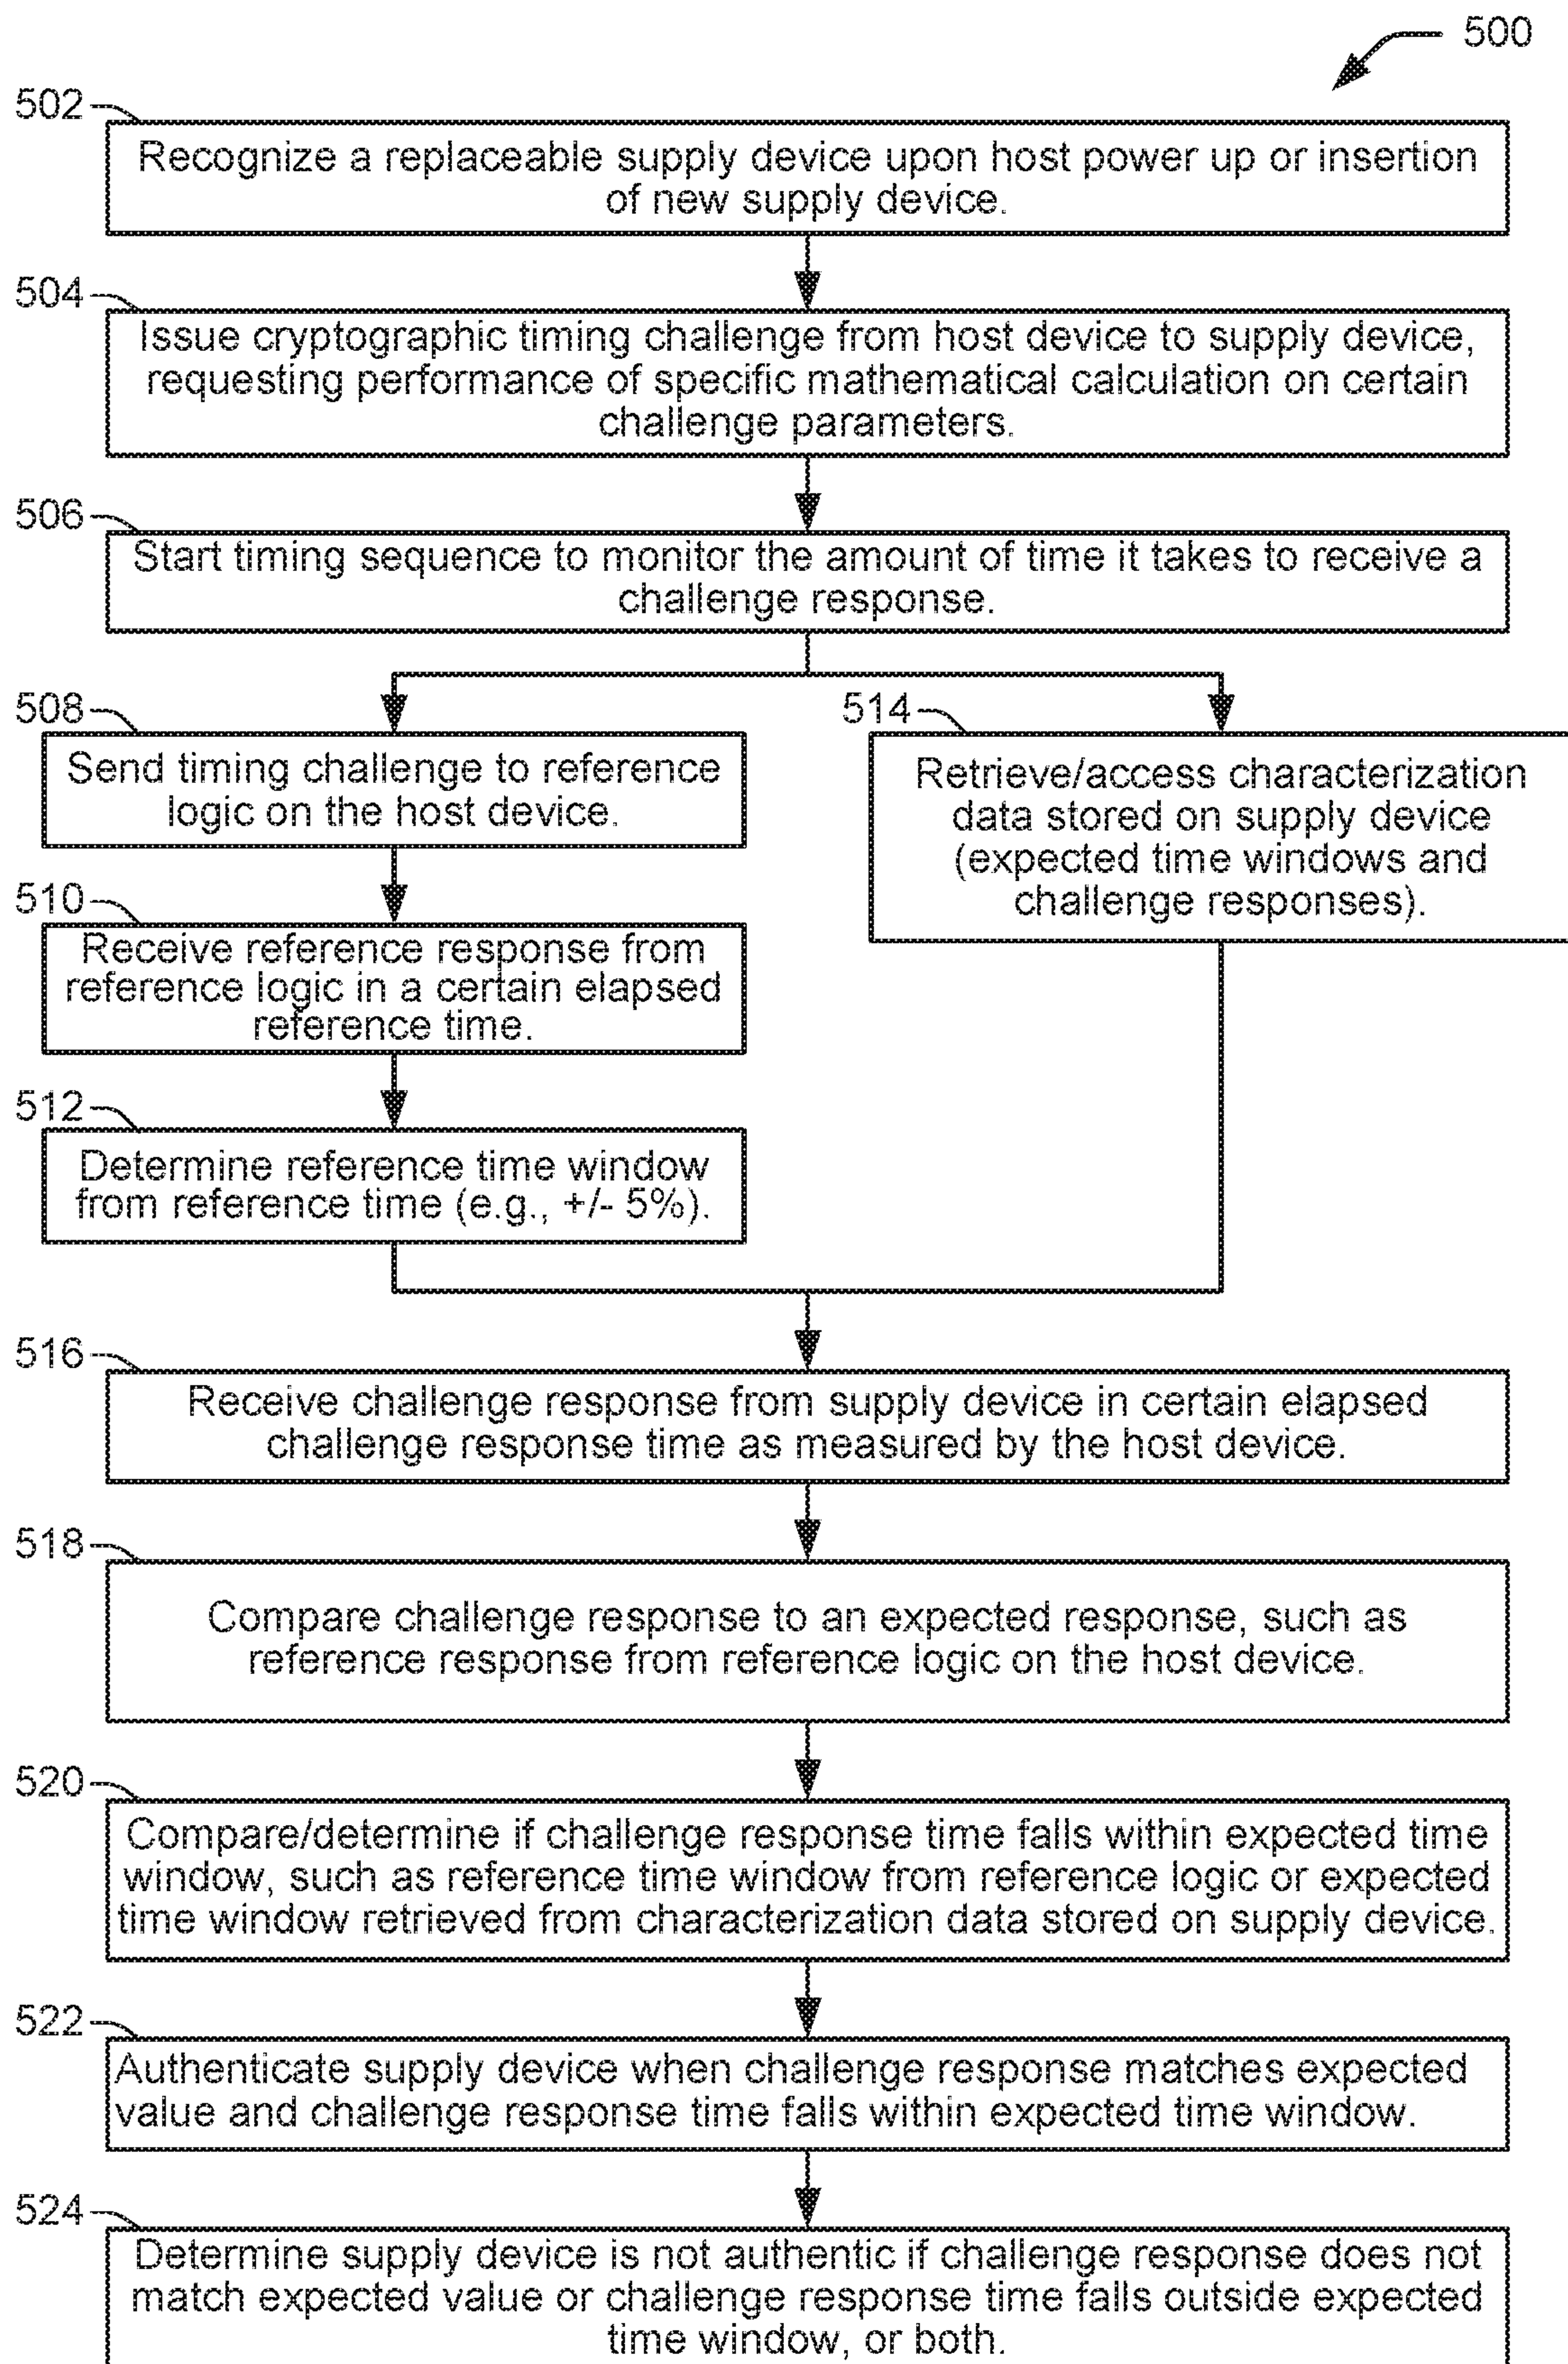 500
502
Recognize a replaceable supply device upon host power up or insertion
of new supply device.
504
Issue cryptographic timing challenge from host device to supply device,
requesting performance of specific mathematical calculation on certain
challenge parameters.
506
Start timing sequence to monitor the amount of time it takes to receive a
challenge response.
508
Send timing challenge to reference
logic on the host device.
510
Receive reference response from
reference logic in a certain elapsed
reference time.
512
Determine reference time window
from reference time (e.g., +/- 5%).
514
Retrieve/access characterization
data stored on supply device
(expected time windows and
challenge responses).
516
Receive challenge response from supply device in certain elapsed
challenge response time as measured by the host device.
518
Compare challenge response to an expected response, such as
reference response from reference logic on the host device.
520
Compare/determine if challenge response time falls within expected time
window, such as reference time window from reference logic or expected
time window retrieved from characterization data stored on supply device.
522
Authenticate supply device when challenge response matches expected
value and challenge response time falls within expected time window.
524
Determine supply device is not authentic if challenge response does not
match expected value or challenge response time falls outside expected
time window, or both.